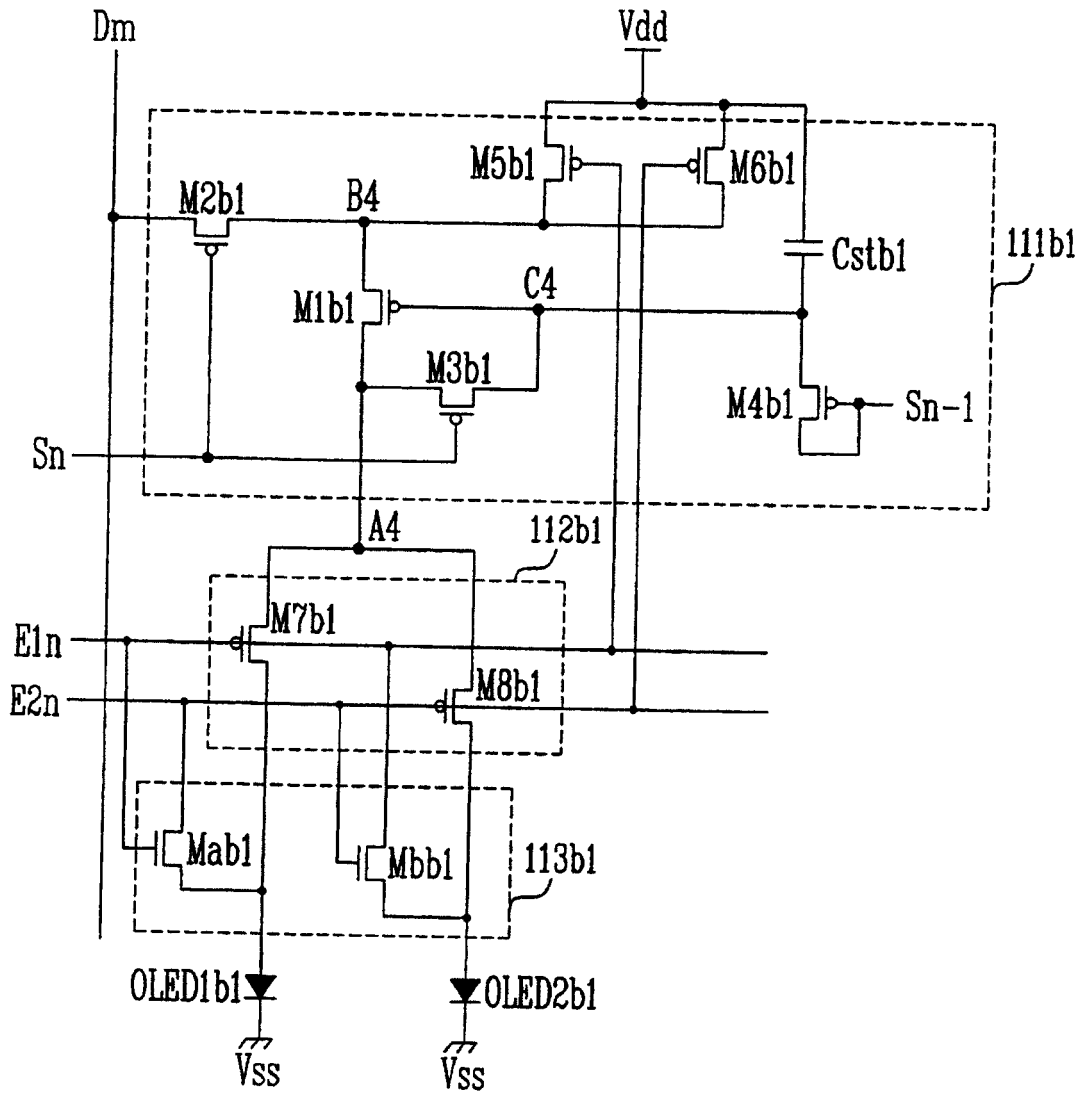 Dm
Vdd
M5b1
M6b1
M2b1
B4
Cstb1
111b1
C4
M1b1
M3b1
M4b1
Sn-1
Sn
A4
112b1
M7b1
E1n
M8b1
E2n
Mab1
Mbb1
113b1
OLED1b1
OLED2b1
Vss
Vss